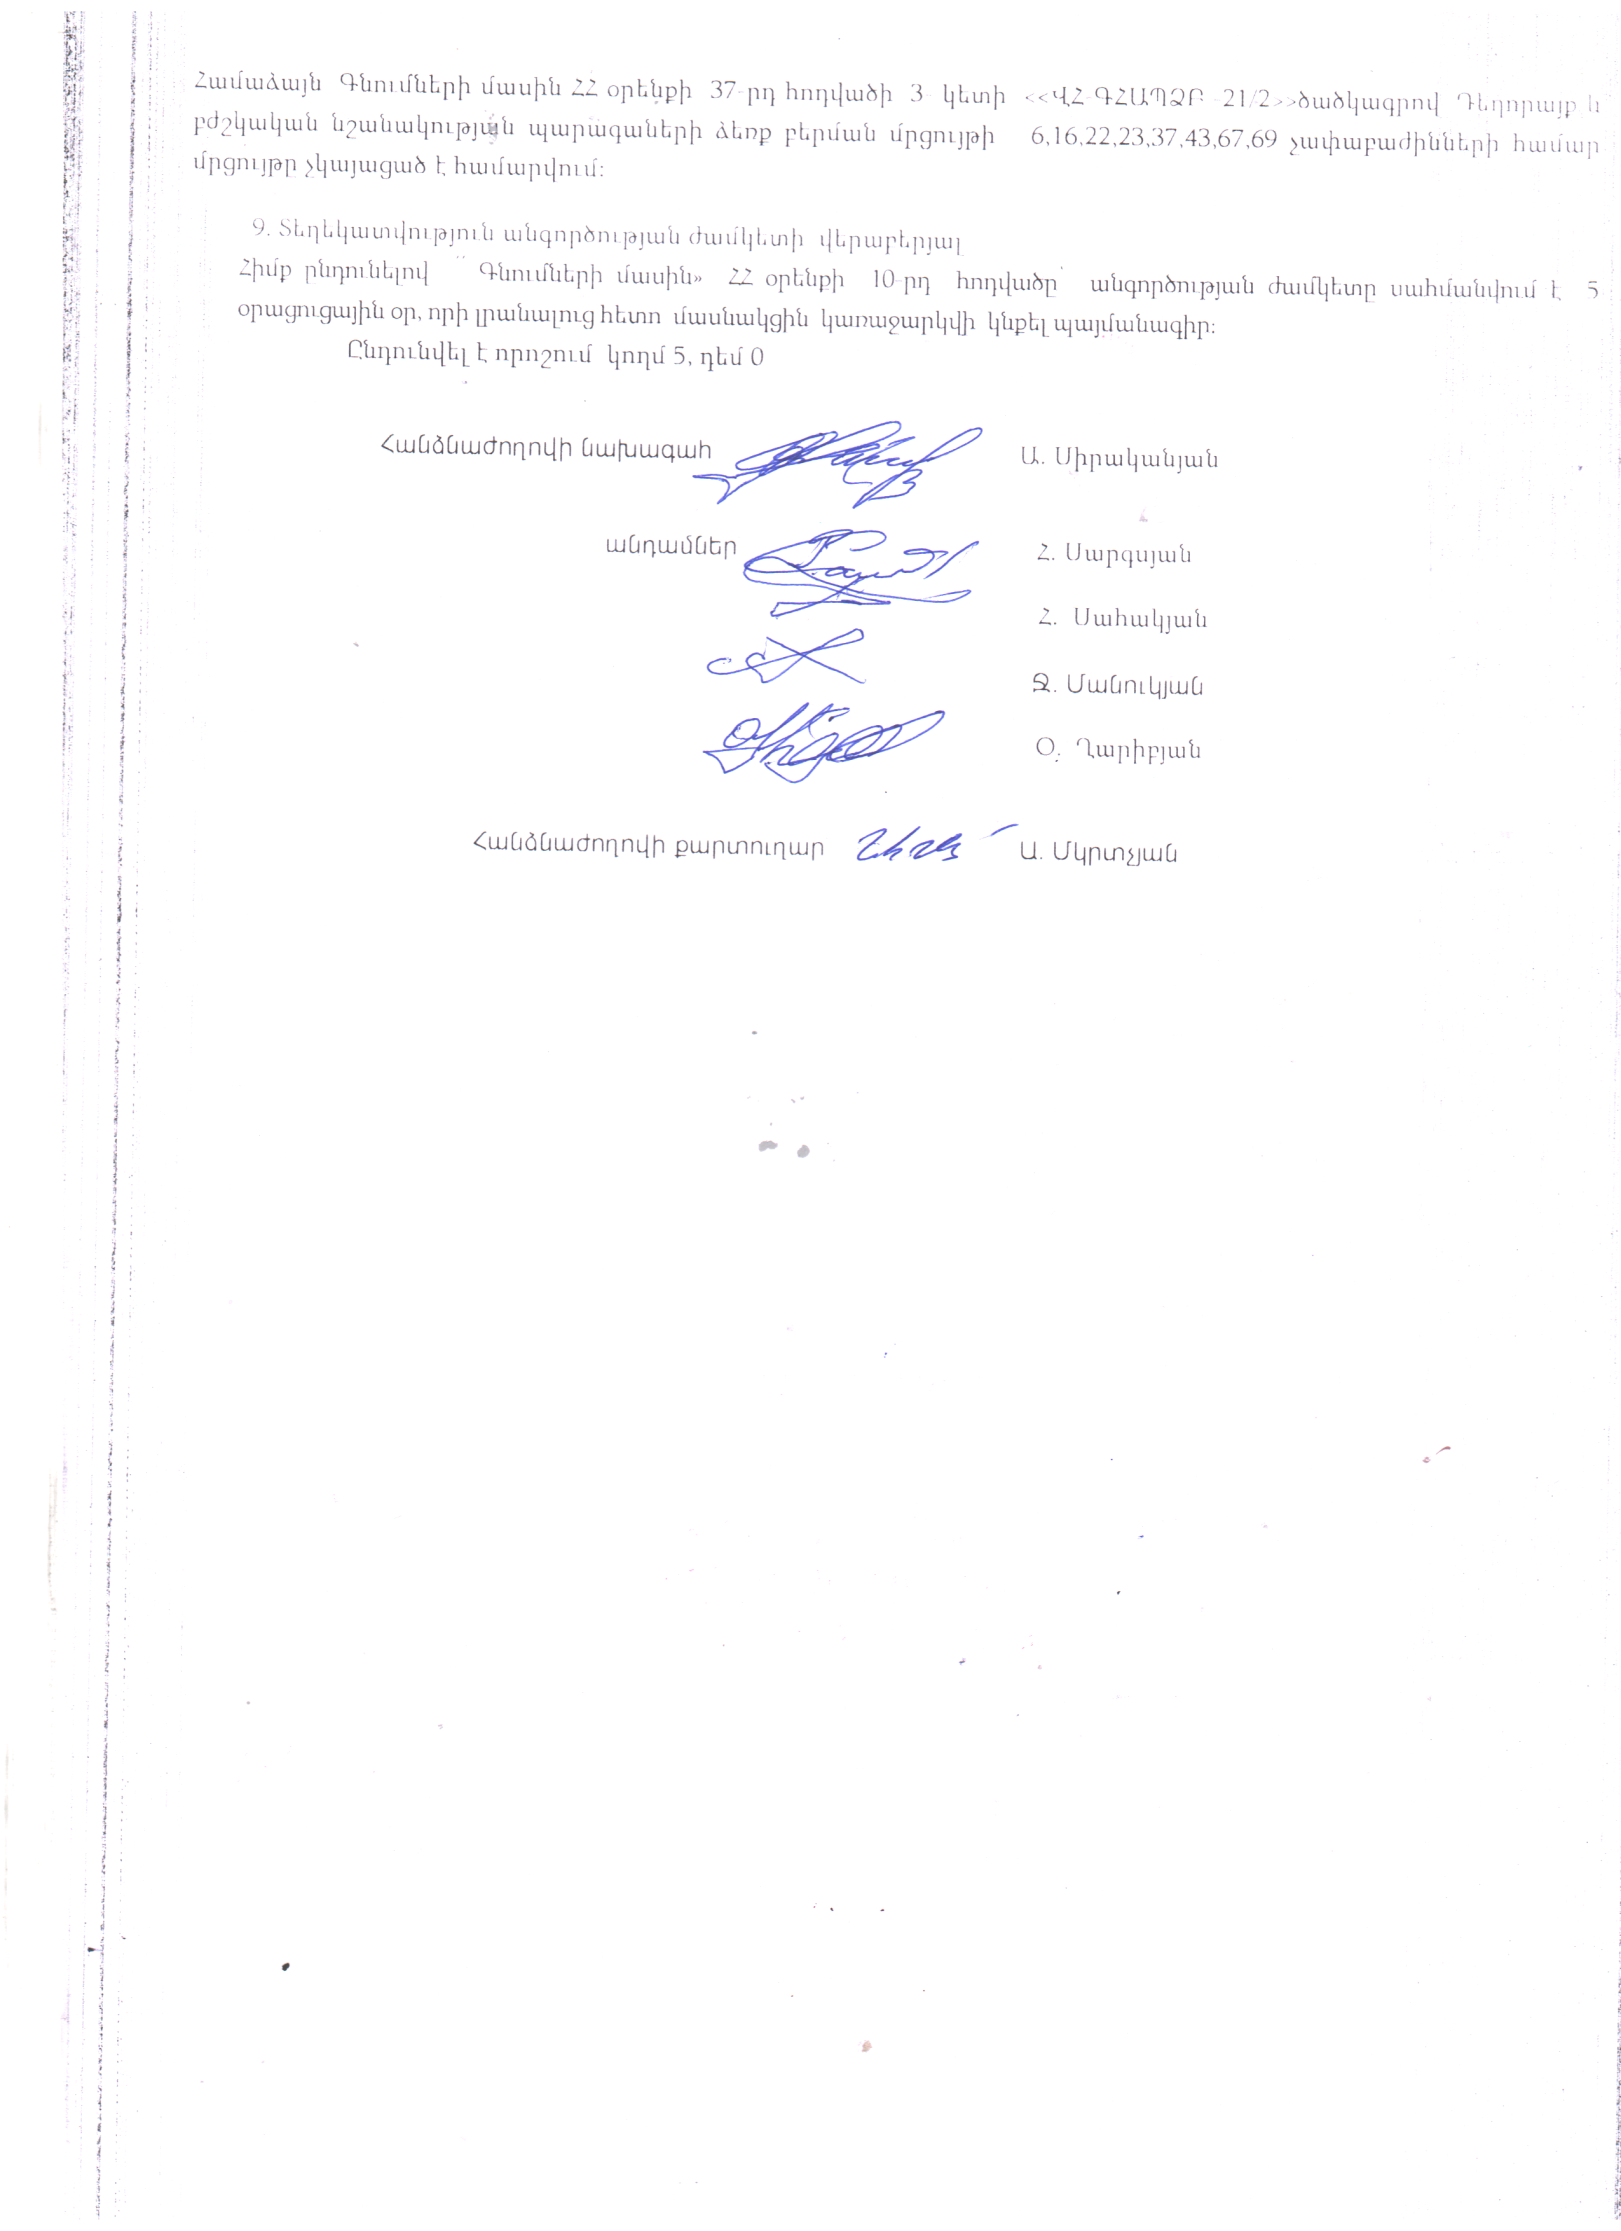 Համաձայն Գնումների մասին ՀՀ օրենքի 37-րդ հոդվածի 3- կետի <<ՎՀ-ԳՀԱՊՁԲ -21/2>>ծածկագրով Դեղորայք և
բժշկական նշանակության պարագաների ձեռք բերման մրցույթի 6,16,22,23,37,43,67,69 չափաբաժինների համար
մրցույթը չկայացած է համարվում:
9. Տեղեկատվություն անգործության ժամկետի վերաբերյալ
Հիմք ընդունելով ¨ Գնումների մասին» ՀՀ օրենքի 10-րդ հոդվածը՝ անգործության ժամկետը սահմանվում է 5
օրացուցային օր, որի լրանալուց հետո մասնակցին կառաջարկվի կնքել պայմանագիր:
Ընդունվել է որոշում կողմ 5, դեմ 0
Հանձնաժողովի նախագահ Ա. Սիրականյան
անդամներ Հ. Սարգսյան
Հ. Սահակյան
Ջ. Մանուկյան
Օ. Ղարիբյան
Հանձնաժողովի քարտուղար Ա. Մկրտչյան